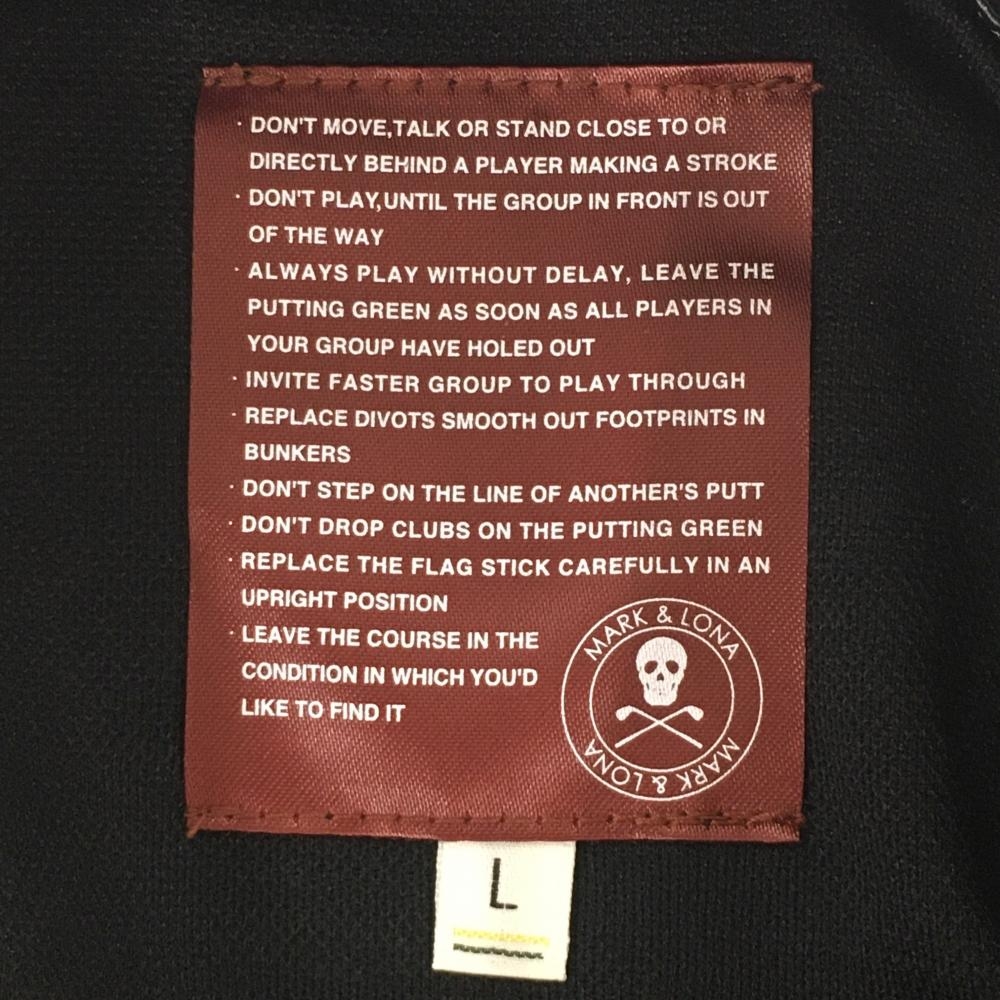 · DON'T MOVE,TALK OR STAND CLOSE TO OR
DIRECTLY BEHIND A PLAYER MAKING A STROKE
· DON'T PLAY,UNTIL THE GROUP IN FRONT IS OUT
OF THE WAY
· ALWAYS PLAY WITHOUT DELAY, LEAVE THE
PUTTING GREEN AS SOON AS ALL PLAYERS IN
YOUR GROUP HAVE HOLED OUT
· INVITE FASTER GROUP TO PLAY THROUGH
· REPLACE DIVOTS SMOOTH OUT FOOTPRINTS IN
BUNKERS
· DON'T STEP ON THE LINE OF ANOTHER'S PUTT
· DON'T DROP CLUBS ON THE PUTTING GREEN
· REPLACE THE FLAG STICK CAREFULLY IN AN
UPRIGHT POSITION
· LEAVE THE COURSE IN THE
CONDITION IN WHICH YOU'D
LIKE TO FIND IT
MARK & LONA
MARK & LONA
L